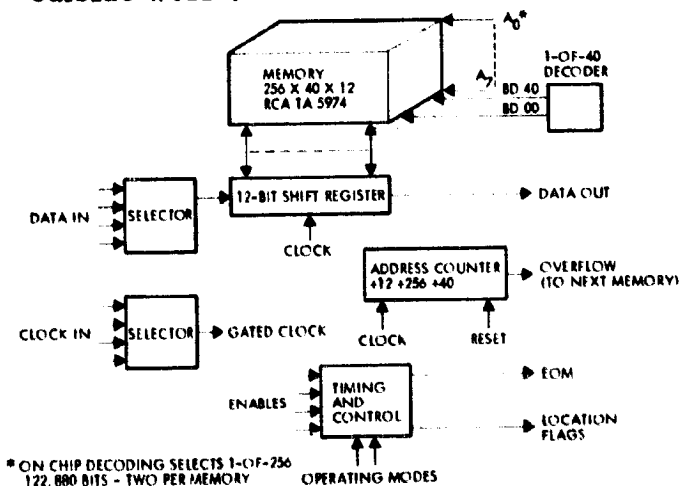 A0*
1-OF-40
DECODER
MEMORY
256 X 40 X 12
RCA TA 5974
A7
BD 40
BD 00
DATA IN
SELECTOR
12-BIT SHIFT REGISTER
DATA OUT
CLOCK
ADDRESS COUNTER
+12 +256 +40
OVERFLOW
(TO NEXT MEMORY)
CLOCK IN
SELECTOR
GATED CLOCK
CLOCK
RESET
ENABLES
TIMING
AND
CONTROL
EOM
LOCATION
FLAGS
* ON CHIP DECODING SELECTS 1-OF-256
122,880 BITS - TWO PER MEMORY
OPERATING MODES